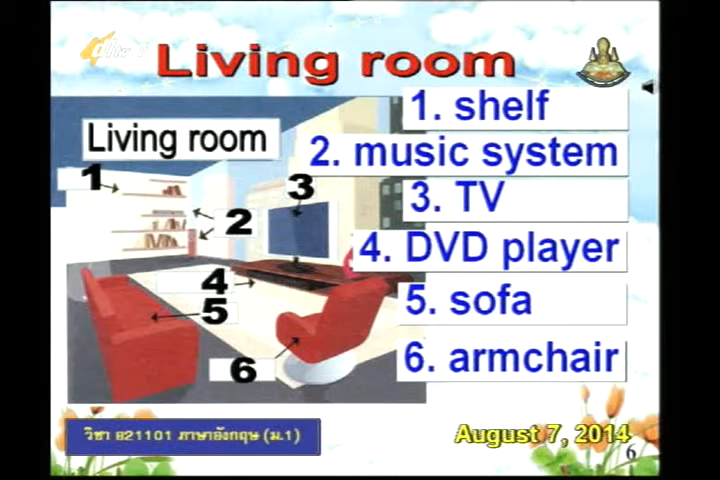 Living room
Living room
1. shelf
2. music system
3. TV
4. DVD player
5. sofa
6. armchair
1
2
3
4
5
6
วิชา อ21101 ภาษาอังกฤษ (ม.1)
August 7, 2014
6